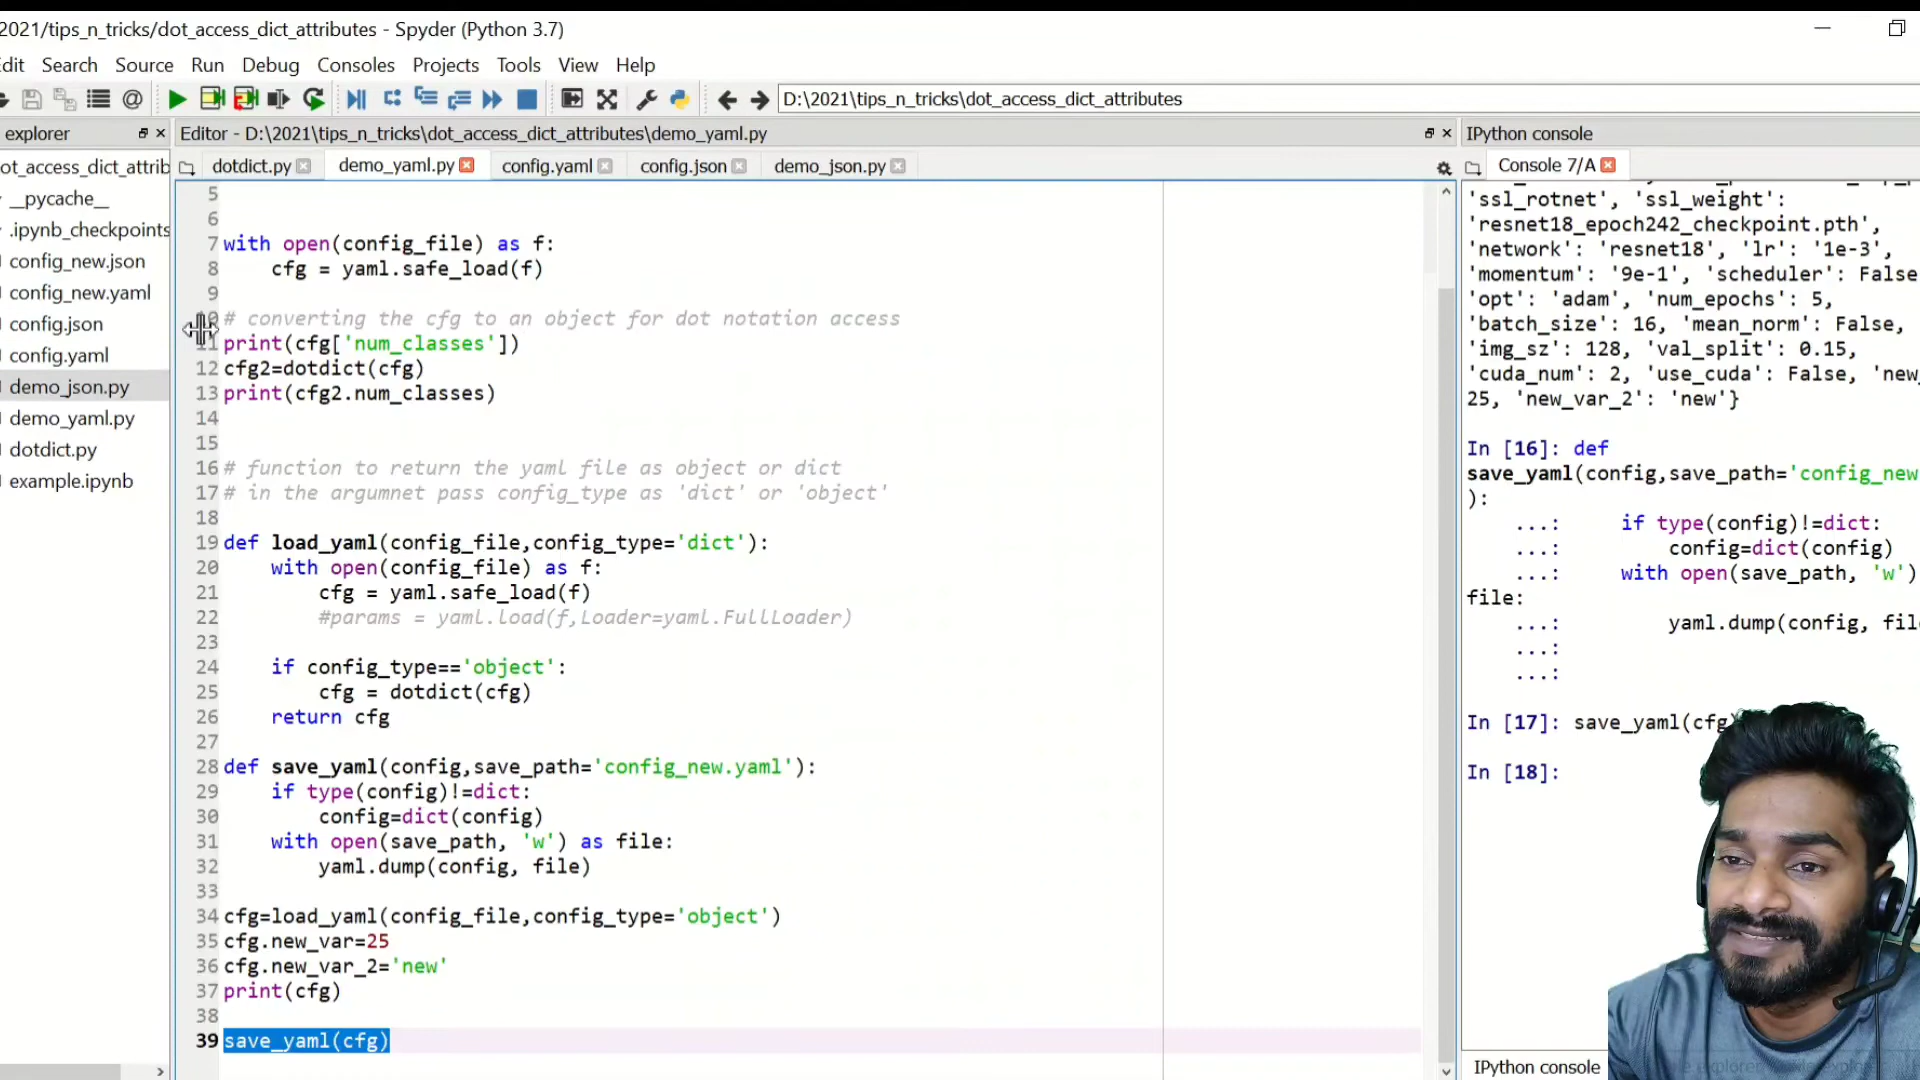 2021/tips_n_tricks/dot_access_dict_attributes - Spyder (Python 3.7)
dit Search Source Run Debug Consoles Projects Tools View Help
D:\2021\tips_n_tricks\dot_access_dict_attributes
explorer
Editor - D:\2021\tips_n_tricks\dot_access_dict_attributes\demo_yaml.py
IPython console
ot_access_dict_attrib
__pycache__
.ipynb_checkpoints
config_new.json
config_new.yaml
config.json
config.yaml
demo_json.py
demo_yaml.py
dotdict.py
example.ipynb
dotdict.py demo_yaml.py config.yaml config.json demo_json.py
5
6
7 with open(config_file) as f:
8     cfg = yaml.safe_load(f)
9
10 # converting the cfg to an object for dot notation access
11 print(cfg['num_classes'])
12 cfg2=dotdict(cfg)
13 print(cfg2.num_classes)
14
15
16 # function to return the yaml file as object or dict
17 # in the argumnet pass config_type as 'dict' or 'object'
18
19 def load_yaml(config_file,config_type='dict'):
20     with open(config_file) as f:
21         cfg = yaml.safe_load(f)
22         #params = yaml.load(f,Loader=yaml.FullLoader)
23
24     if config_type=='object':
25         cfg = dotdict(cfg)
26     return cfg
27
28 def save_yaml(config,save_path='config_new.yaml'):
29     if type(config)!=dict:
30         config=dict(config)
31     with open(save_path, 'w') as file:
32         yaml.dump(config, file)
33
34 cfg=load_yaml(config_file,config_type='object')
35 cfg.new_var=25
36 cfg.new_var_2='new'
37 print(cfg)
38
39 save_yaml(cfg)
Console 7/A
'ssl_rotnet', 'ssl_weight':
'resnet18_epoch242_checkpoint.pth',
'network': 'resnet18', 'lr': '1e-3',
'momentum': '9e-1', 'scheduler': False
'opt': 'adam', 'num_epochs': 5,
'batch_size': 16, 'mean_norm': False,
'img_sz': 128, 'val_split': 0.15,
'cuda_num': 2, 'use_cuda': False, 'new_
25, 'new_var_2': 'new'}
In [16]: def
save_yaml(config,save_path='config_new
):
...:     if type(config)!=dict:
...:         config=dict(config)
...:     with open(save_path, 'w')
file:
...:         yaml.dump(config, fil
...:
...:
In [17]: save_yaml(cfg
In [18]:
IPython console